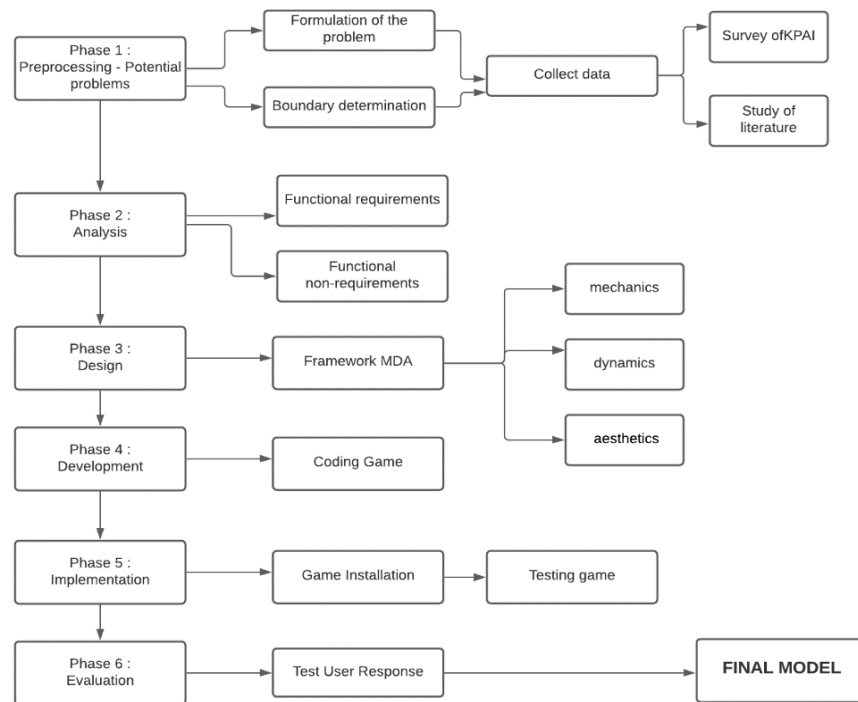 Phase 1 :
Preprocessing - Potential
problems
Formulation of the
problem
Boundary determination
Collect data
Survey ofKPAI
Study of
literature
Phase 2 :
Analysis
Functional requirements
Functional
non-requirements
Phase 3 :
Design
Framework MDA
mechanics
dynamics
aesthetics
Phase 4 :
Development
Coding Game
Phase 5 :
Implementation
Game Installation
Testing game
Phase 6 :
Evaluation
Test User Response
FINAL MODEL